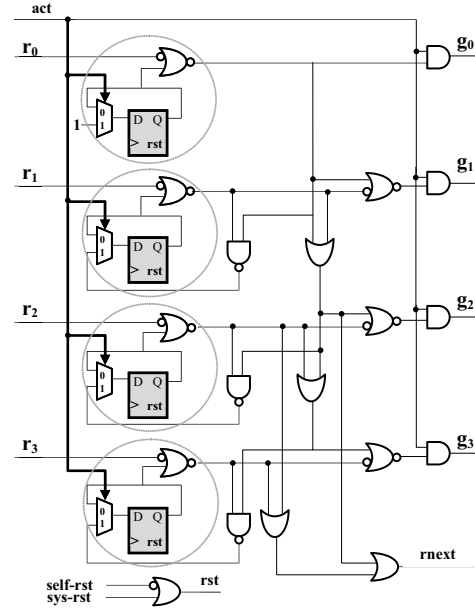 act
r0
g0
0
1
1
D Q
rst
r1
g1
0
1
D Q
rst
r2
g2
0
1
D Q
rst
r3
g3
0
1
D Q
rst
rnext
self-rst
rst
sys-rst